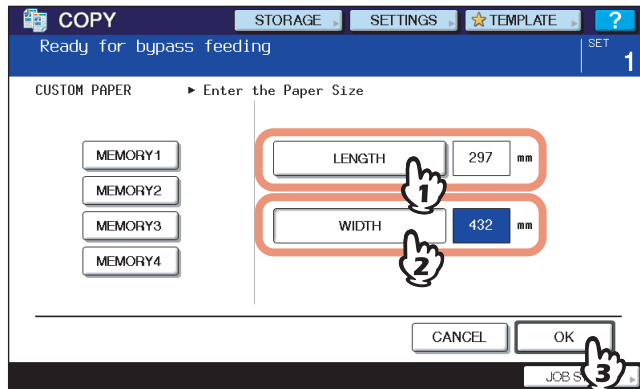 COPY STORAGE SETTINGS TEMPLATE ?
Ready for bypass feeding SET 1
CUSTOM PAPER ► Enter the Paper Size
MEMORY1 LENGTH 297 mm
1
MEMORY2
MEMORY3 WIDTH 432 mm
2
MEMORY4
CANCEL OK
3
JOB S